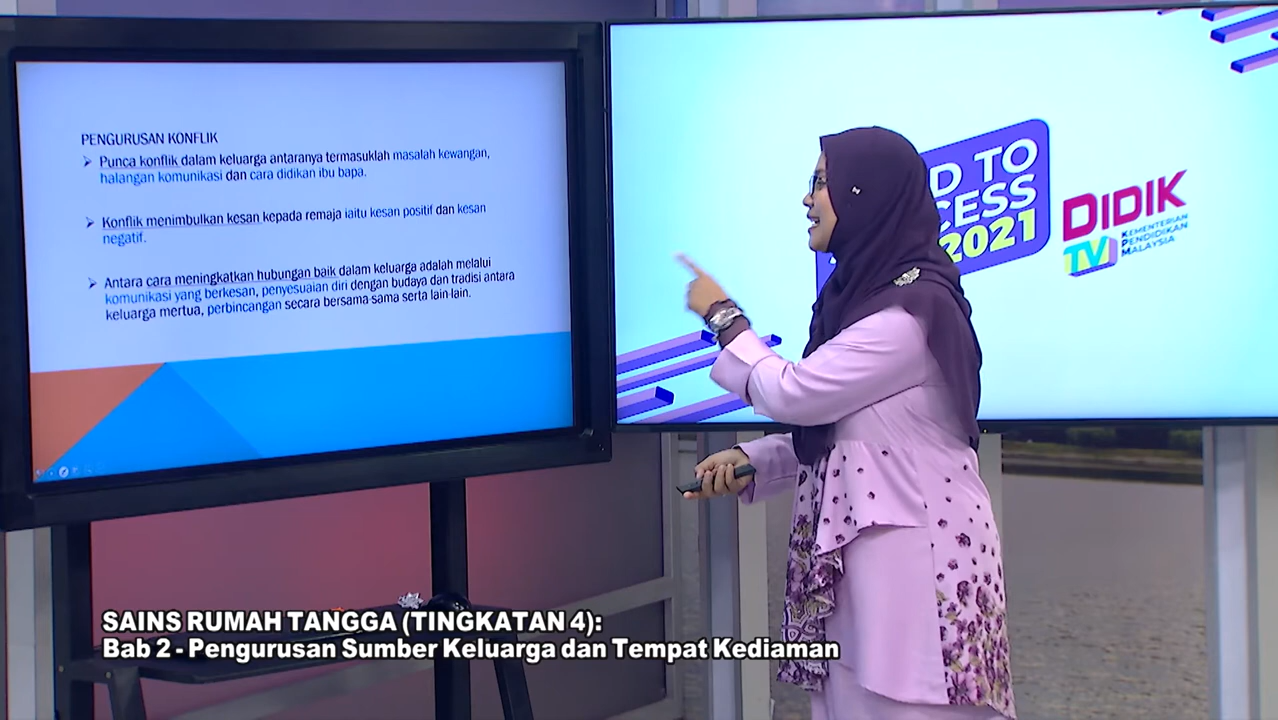 PENGURUSAN KONFLIK
➢ Punca konflik dalam keluarga antaranya termasuklah masalah kewangan,
halangan komunikasi dan cara didikan ibu bapa.
➢ Konflik menimbulkan kesan kepada remaja iaitu kesan positif dan kesan
negatif.
➢ Antara cara meningkatkan hubungan baik dalam keluarga adalah melalui
komunikasi yang berkesan, penyesuaian diri dengan budaya dan tradisi antara
keluarga mertua, perbincangan secara bersama-sama serta lain-lain.
D TO
CESS
2021
DIDIK
TV
KEMENTERIAN
PENDIDIKAN
MALAYSIA
SAINS RUMAH TANGGA (TINGKATAN 4):
Bab 2 - Pengurusan Sumber Keluarga dan Tempat Kediaman